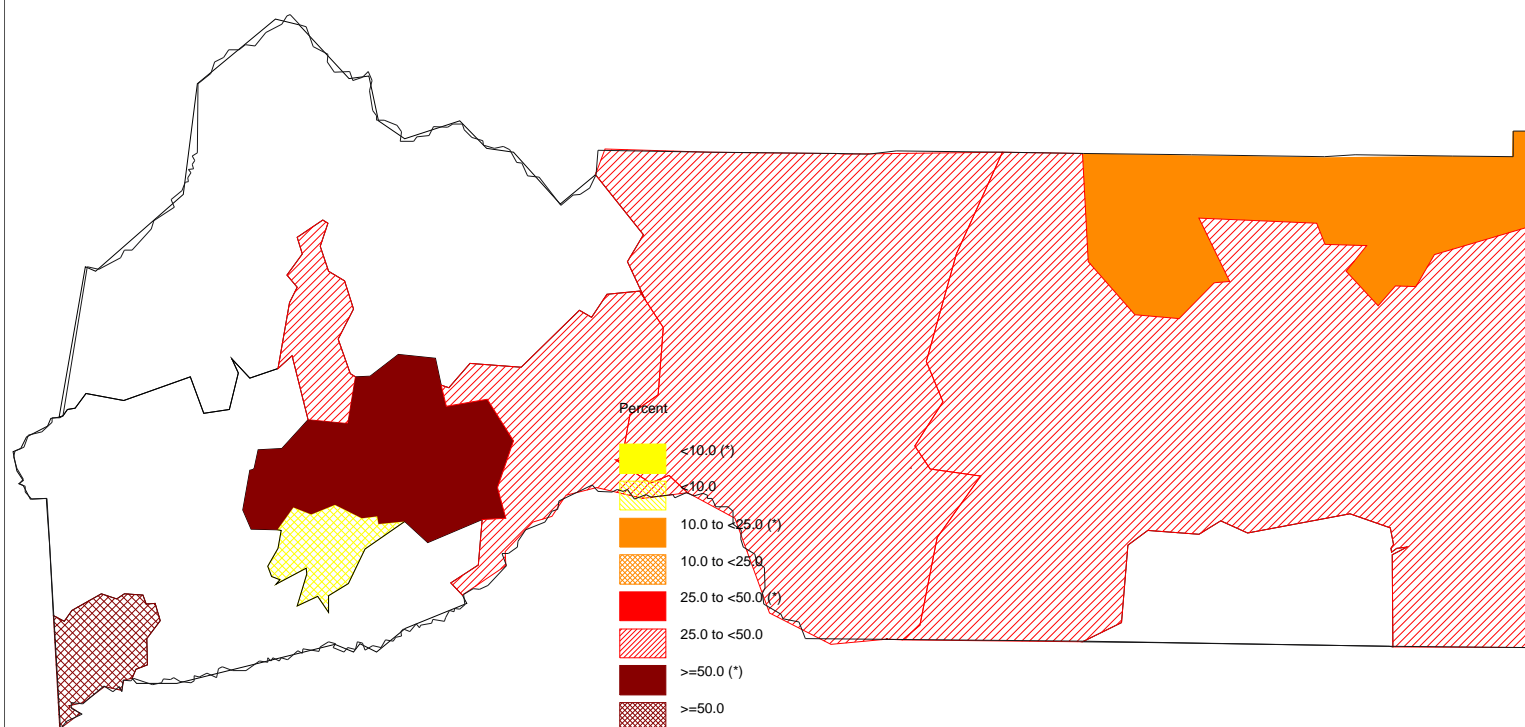 Percent
<10.0 (*)
<10.0
10.0 to <25.0 (*)
10.0 to <25.0
25.0 to <50.0 (*)
25.0 to <50.0
>=50.0 (*)
>=50.0